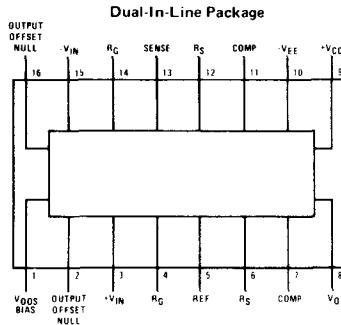 Dual-In-Line Package
OUTPUT OFFSET NULL
-VIN
RG
SENSE
RS
COMP
-VEE
16
15
14
13
12
11
10
1
2
3
4
5
6
7
8
VOOS BIAS
OUTPUT OFFSET NULL
+VIN
RG
REF
RS
COMP